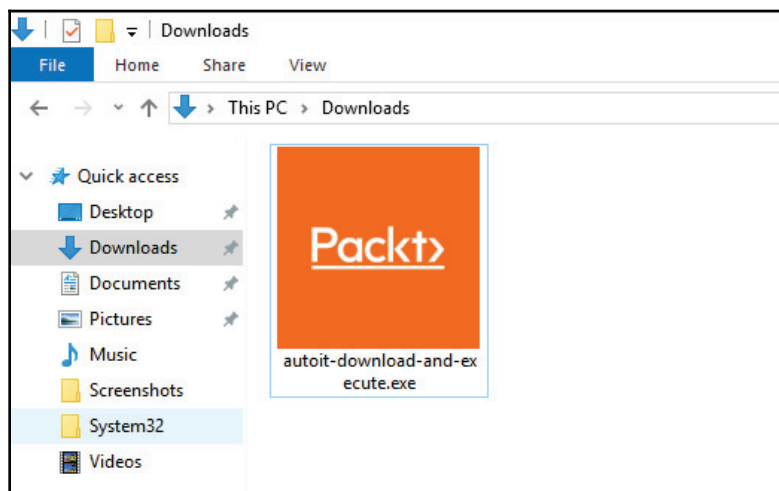 Downloads
File Home Share View
This PC Downloads
Quick access
Desktop
Downloads
Documents
Pictures
Music
Screenshots
System32
Videos
Packt>
autoit-download-and-ex
ecute.exe